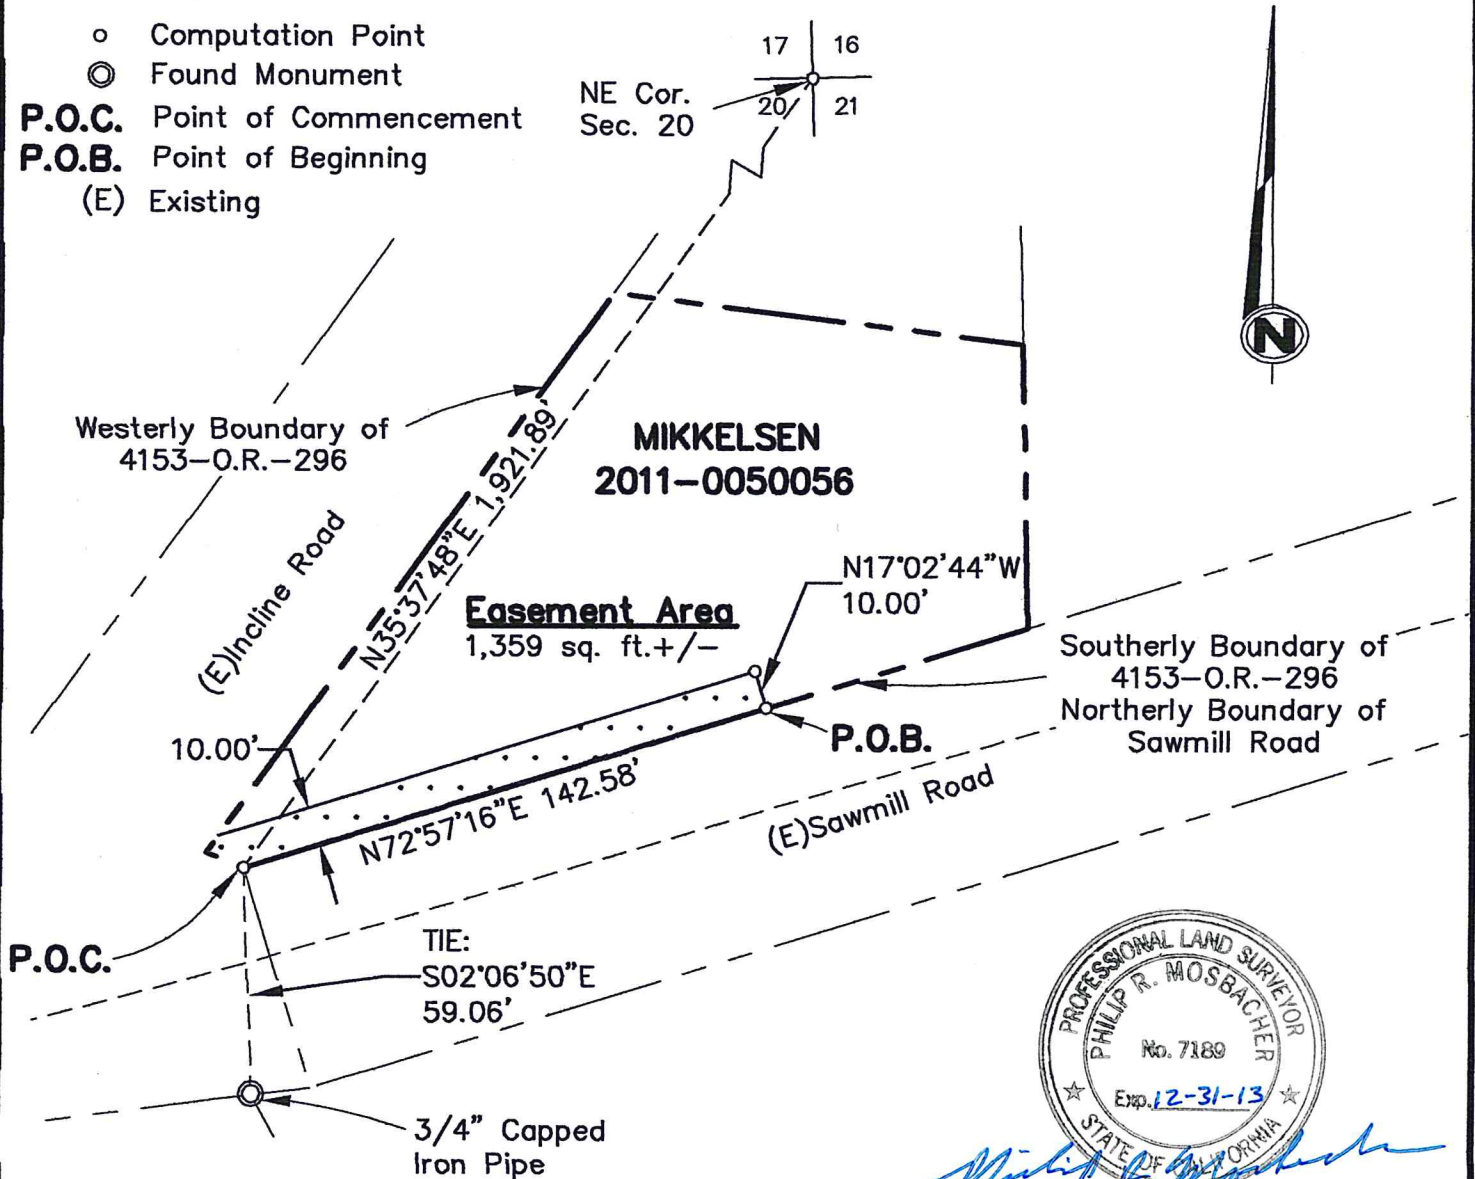 Computation Point
Found Monument
P.O.C. Point of Commencement
P.O.B. Point of Beginning
(E) Existing
17 16
20 21
NE Cor.
Sec. 20
N
Westerly Boundary of
4153-O.R.-296
MIKKELSEN
2011-0050056
N35°37'48"E 1,921.89'
(E)Incline Road
N17°02'44"W
10.00'
Easement Area
1,359 sq. ft.+/-
Southerly Boundary of
4153-O.R.-296
Northerly Boundary of
Sawmill Road
10.00'
P.O.B.
N72°57'16"E 142.58'
(E)Sawmill Road
P.O.C.
TIE:
S02°06'50"E
59.06'
3/4" Capped
Iron Pipe
PROFESSIONAL LAND SURVEYOR
PHILIP R. MOSBACHER
No. 7189
Exp. 12-31-13
STATE OF CALIFORNIA